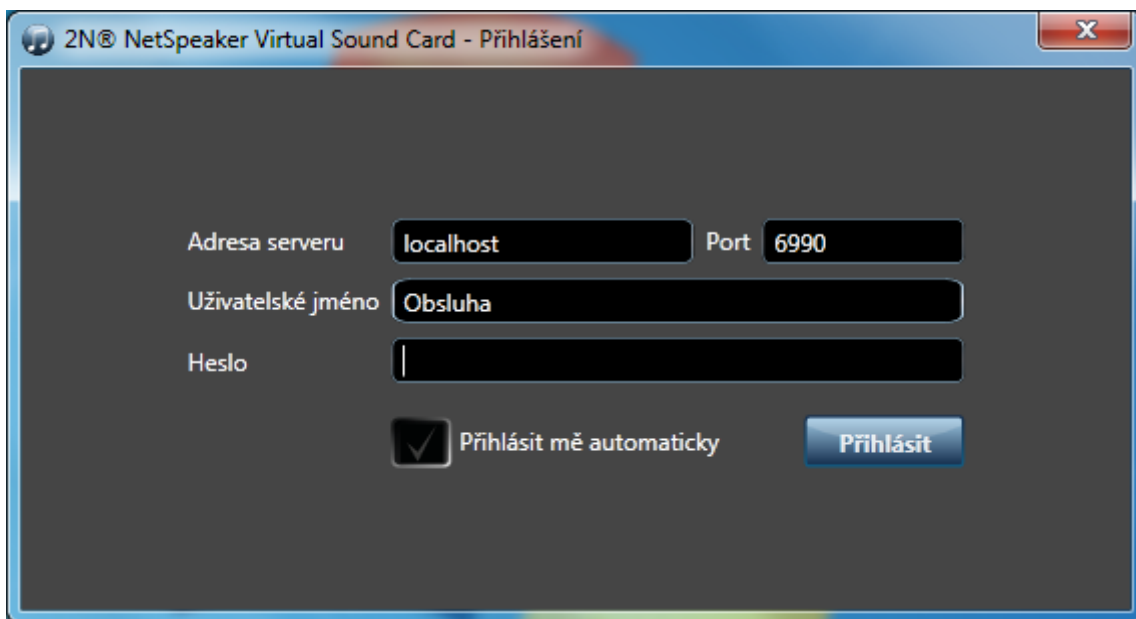 2N® NetSpeaker Virtual Sound Card - Přihlášení
Adresa serveru localhost Port 6990
Uživatelské jméno Obsluha
Heslo
Přihlásit mě automaticky Přihlásit